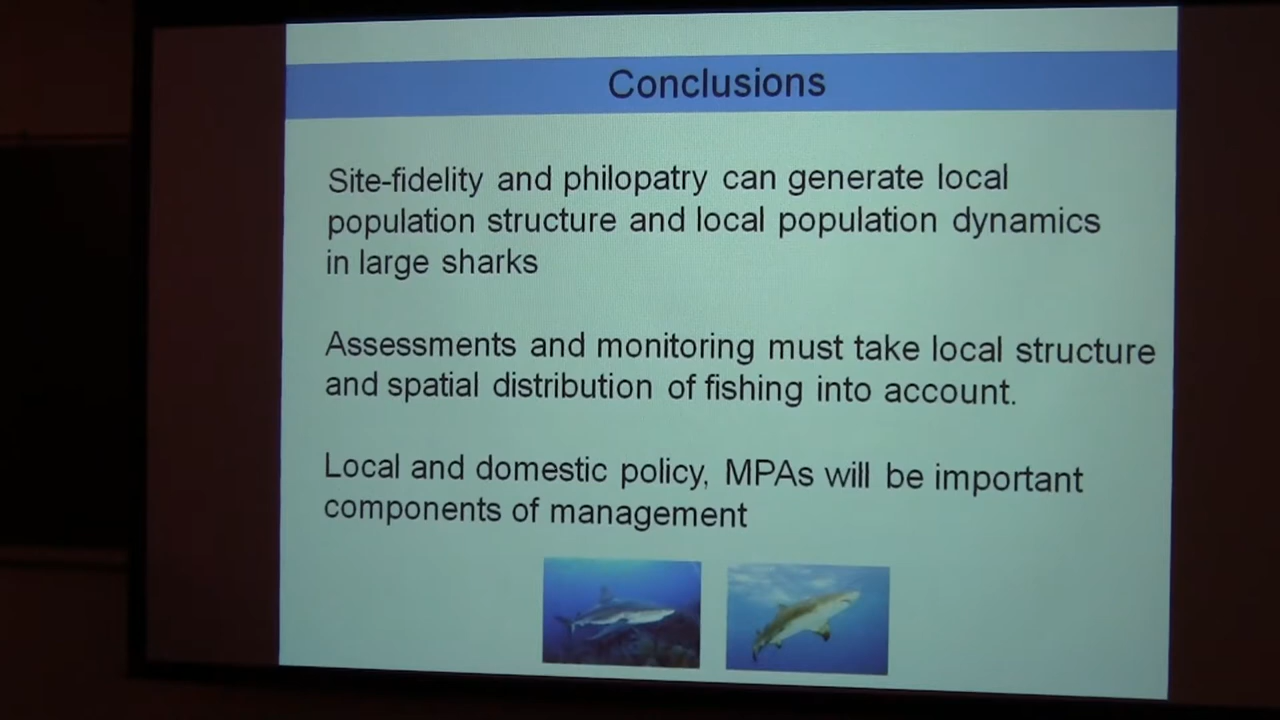 Conclusions
Site-fidelity and philopatry can generate local
population structure and local population dynamics
in large sharks
Assessments and monitoring must take local structure
and spatial distribution of fishing into account.
Local and domestic policy, MPAs will be important
components of management